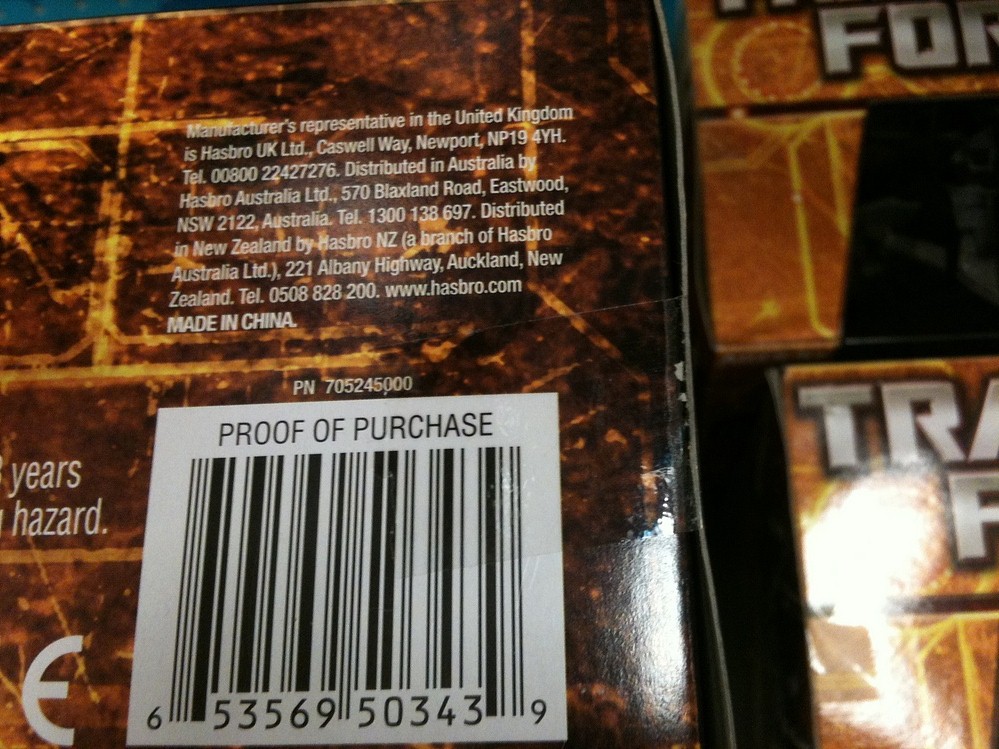 Manufacturer's representative in the United Kingdom
is Hasbro UK Ltd., Caswell Way, Newport, NP19 4YH.
Tel. 00800 22427276. Distributed in Australia by
Hasbro Australia Ltd., 570 Blaxland Road, Eastwood,
NSW 2122, Australia. Tel. 1300 138 697. Distributed
in New Zealand by Hasbro NZ (a branch of Hasbro
Australia Ltd.), 221 Albany Highway, Auckland, New
Zealand. Tel. 0508 828 200. www.hasbro.com
MADE IN CHINA.
PN 705245000
PROOF OF PURCHASE
6 53569 50343 9
years
hazard.
CE
FOR
TRA
F